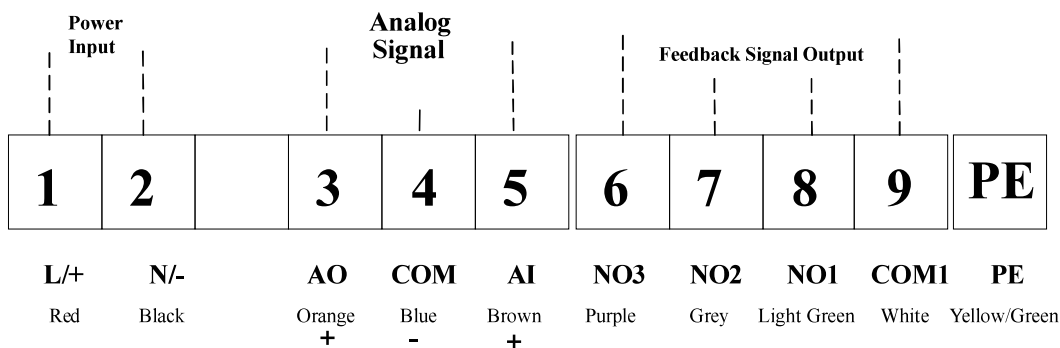 Power
Input
Analog
Signal
Feedback Signal Output
1 2 3 4 5 6 7 8 9 PE
L/+ N/- AO COM AI NO3 NO2 NO1 COM1 PE
Red Black Orange Blue Brown Purple Grey Light Green White Yellow/Green
+ - +